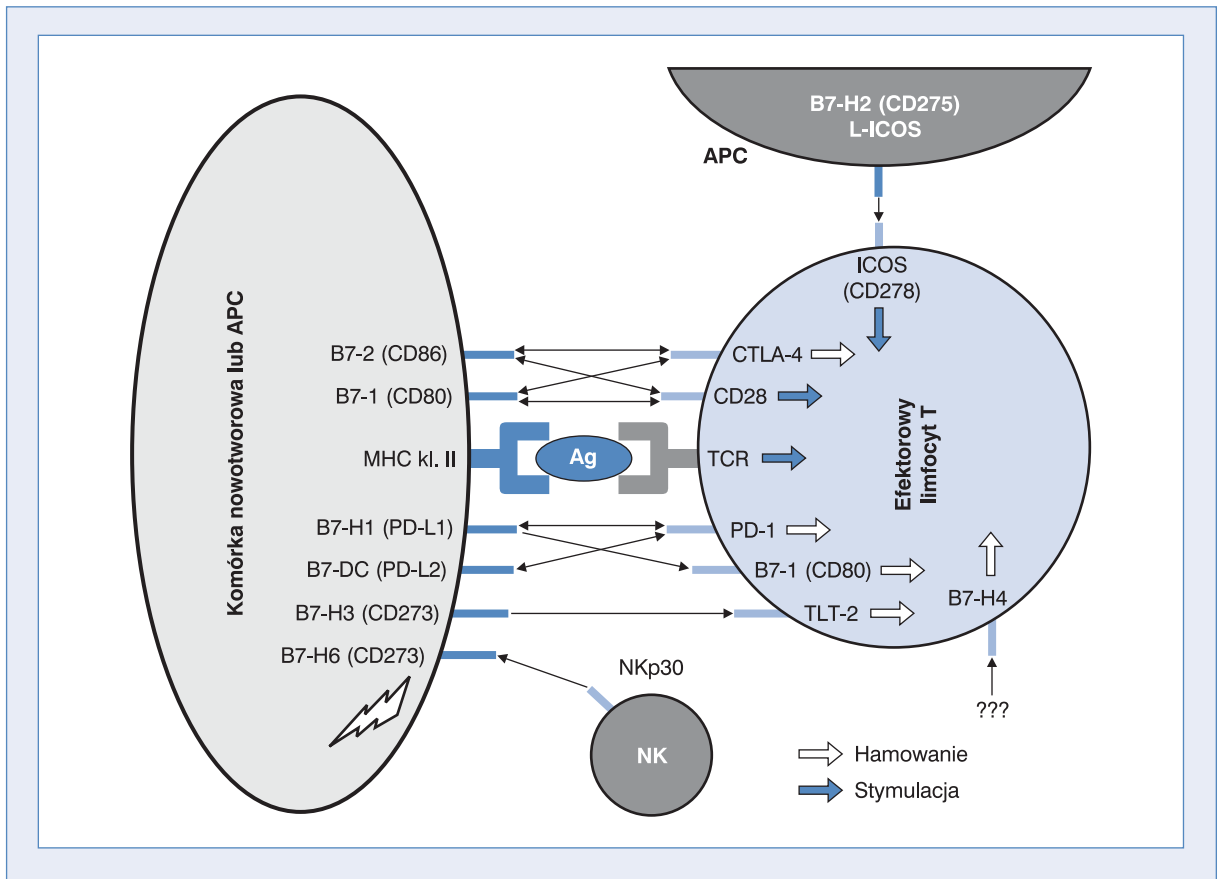 B7-H2 (CD275)
L-ICOS
APC
ICOS
(CD278)
Komórka nowotworowa lub APC
B7-2 (CD86)
CTLA-4
B7-1 (CD80)
CD28
MHC kl. II
Ag
TCR
Efektorowy
limfocyt T
B7-H1 (PD-L1)
PD-1
B7-DC (PD-L2)
B7-1 (CD80)
B7-H3 (CD273)
TLT-2
B7-H4
B7-H6 (CD273)
NKp30
NK
???
Hamowanie
Stymulacja